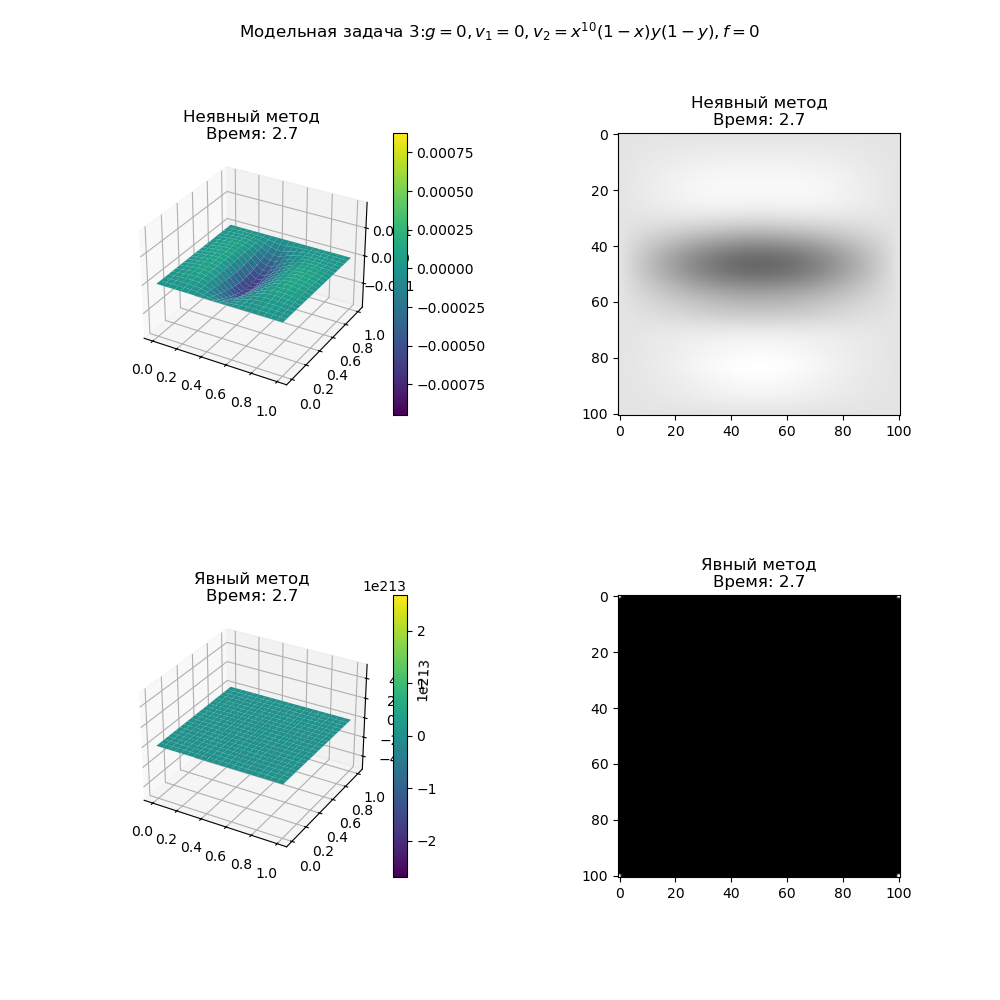 Модельная задача 3:g = 0, v₁ = 0, v₂ = x¹⁰(1 − x)y(1 − y), f = 0
Неявный метод
Время: 2.7
0.00075
0.00050
0.00025
0.00000
−0.00025
−0.00050
−0.00075
0.0 0.2 0.4 0.6 0.8 1.0
0.0 0.2 0.4 0.6 0.8 1.0
Неявный метод
Время: 2.7
0
20
40
60
80
100
0 20 40 60 80 100
Явный метод
Время: 2.7
1e213
2
1
0
−1
−2
1e213
0.0 0.2 0.4 0.6 0.8 1.0
0.0 0.2 0.4 0.6 0.8 1.0
Явный метод
Время: 2.7
0
20
40
60
80
100
0 20 40 60 80 100